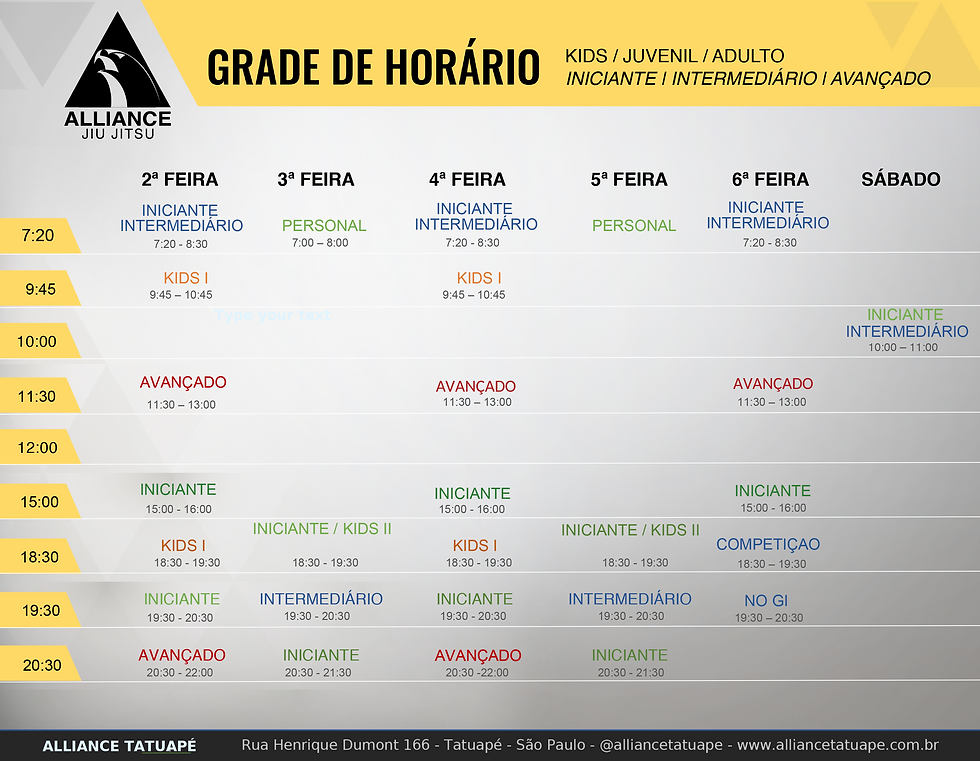 GRADE DE HORÁRIO
KIDS / JUVENIL / ADULTO
INICIANTE I INTERMEDIÁRIO I AVANÇADO
ALLIANCE
JIU JITSU
2ª FEIRA 3ª FEIRA 4ª FEIRA 5ª FEIRA 6ª FEIRA SÁBADO
INICIANTE INICIANTE INICIANTE
7:20 INTERMEDIÁRIO PERSONAL INTERMEDIÁRIO PERSONAL INTERMEDIÁRIO
7:20 - 8:30 7:00 – 8:00 7:20 - 8:30 7:20 - 8:30
9:45 KIDS I KIDS I
9:45 – 10:45 9:45 – 10:45
Type your text
INICIANTE
10:00 INTERMEDIÁRIO
10:00 – 11:00
11:30 AVANÇADO AVANÇADO AVANÇADO
11:30 – 13:00 11:30 – 13:00 11:30 – 13:00
12:00
15:00 INICIANTE INICIANTE INICIANTE
15:00 - 16:00 15:00 - 16:00 15:00 - 16:00
INICIANTE / KIDS II INICIANTE / KIDS II
18:30 KIDS I KIDS I COMPETIÇAO
18:30 - 19:30 18:30 - 19:30 18:30 - 19:30 18:30 - 19:30 18:30 – 19:30
19:30 INICIANTE INTERMEDIÁRIO INICIANTE INTERMEDIÁRIO NO GI
19:30 - 20:30 19:30 - 20:30 19:30 - 20:30 19:30 - 20:30 19:30 – 20:30
20:30 AVANÇADO INICIANTE AVANÇADO INICIANTE
20:30 - 22:00 20:30 - 21:30 20:30 -22:00 20:30 - 21:30
ALLIANCE TATUAPÉ Rua Henrique Dumont 166 - Tatuapé - São Paulo - @alliancetatuape - www.alliancetatuape.com.br